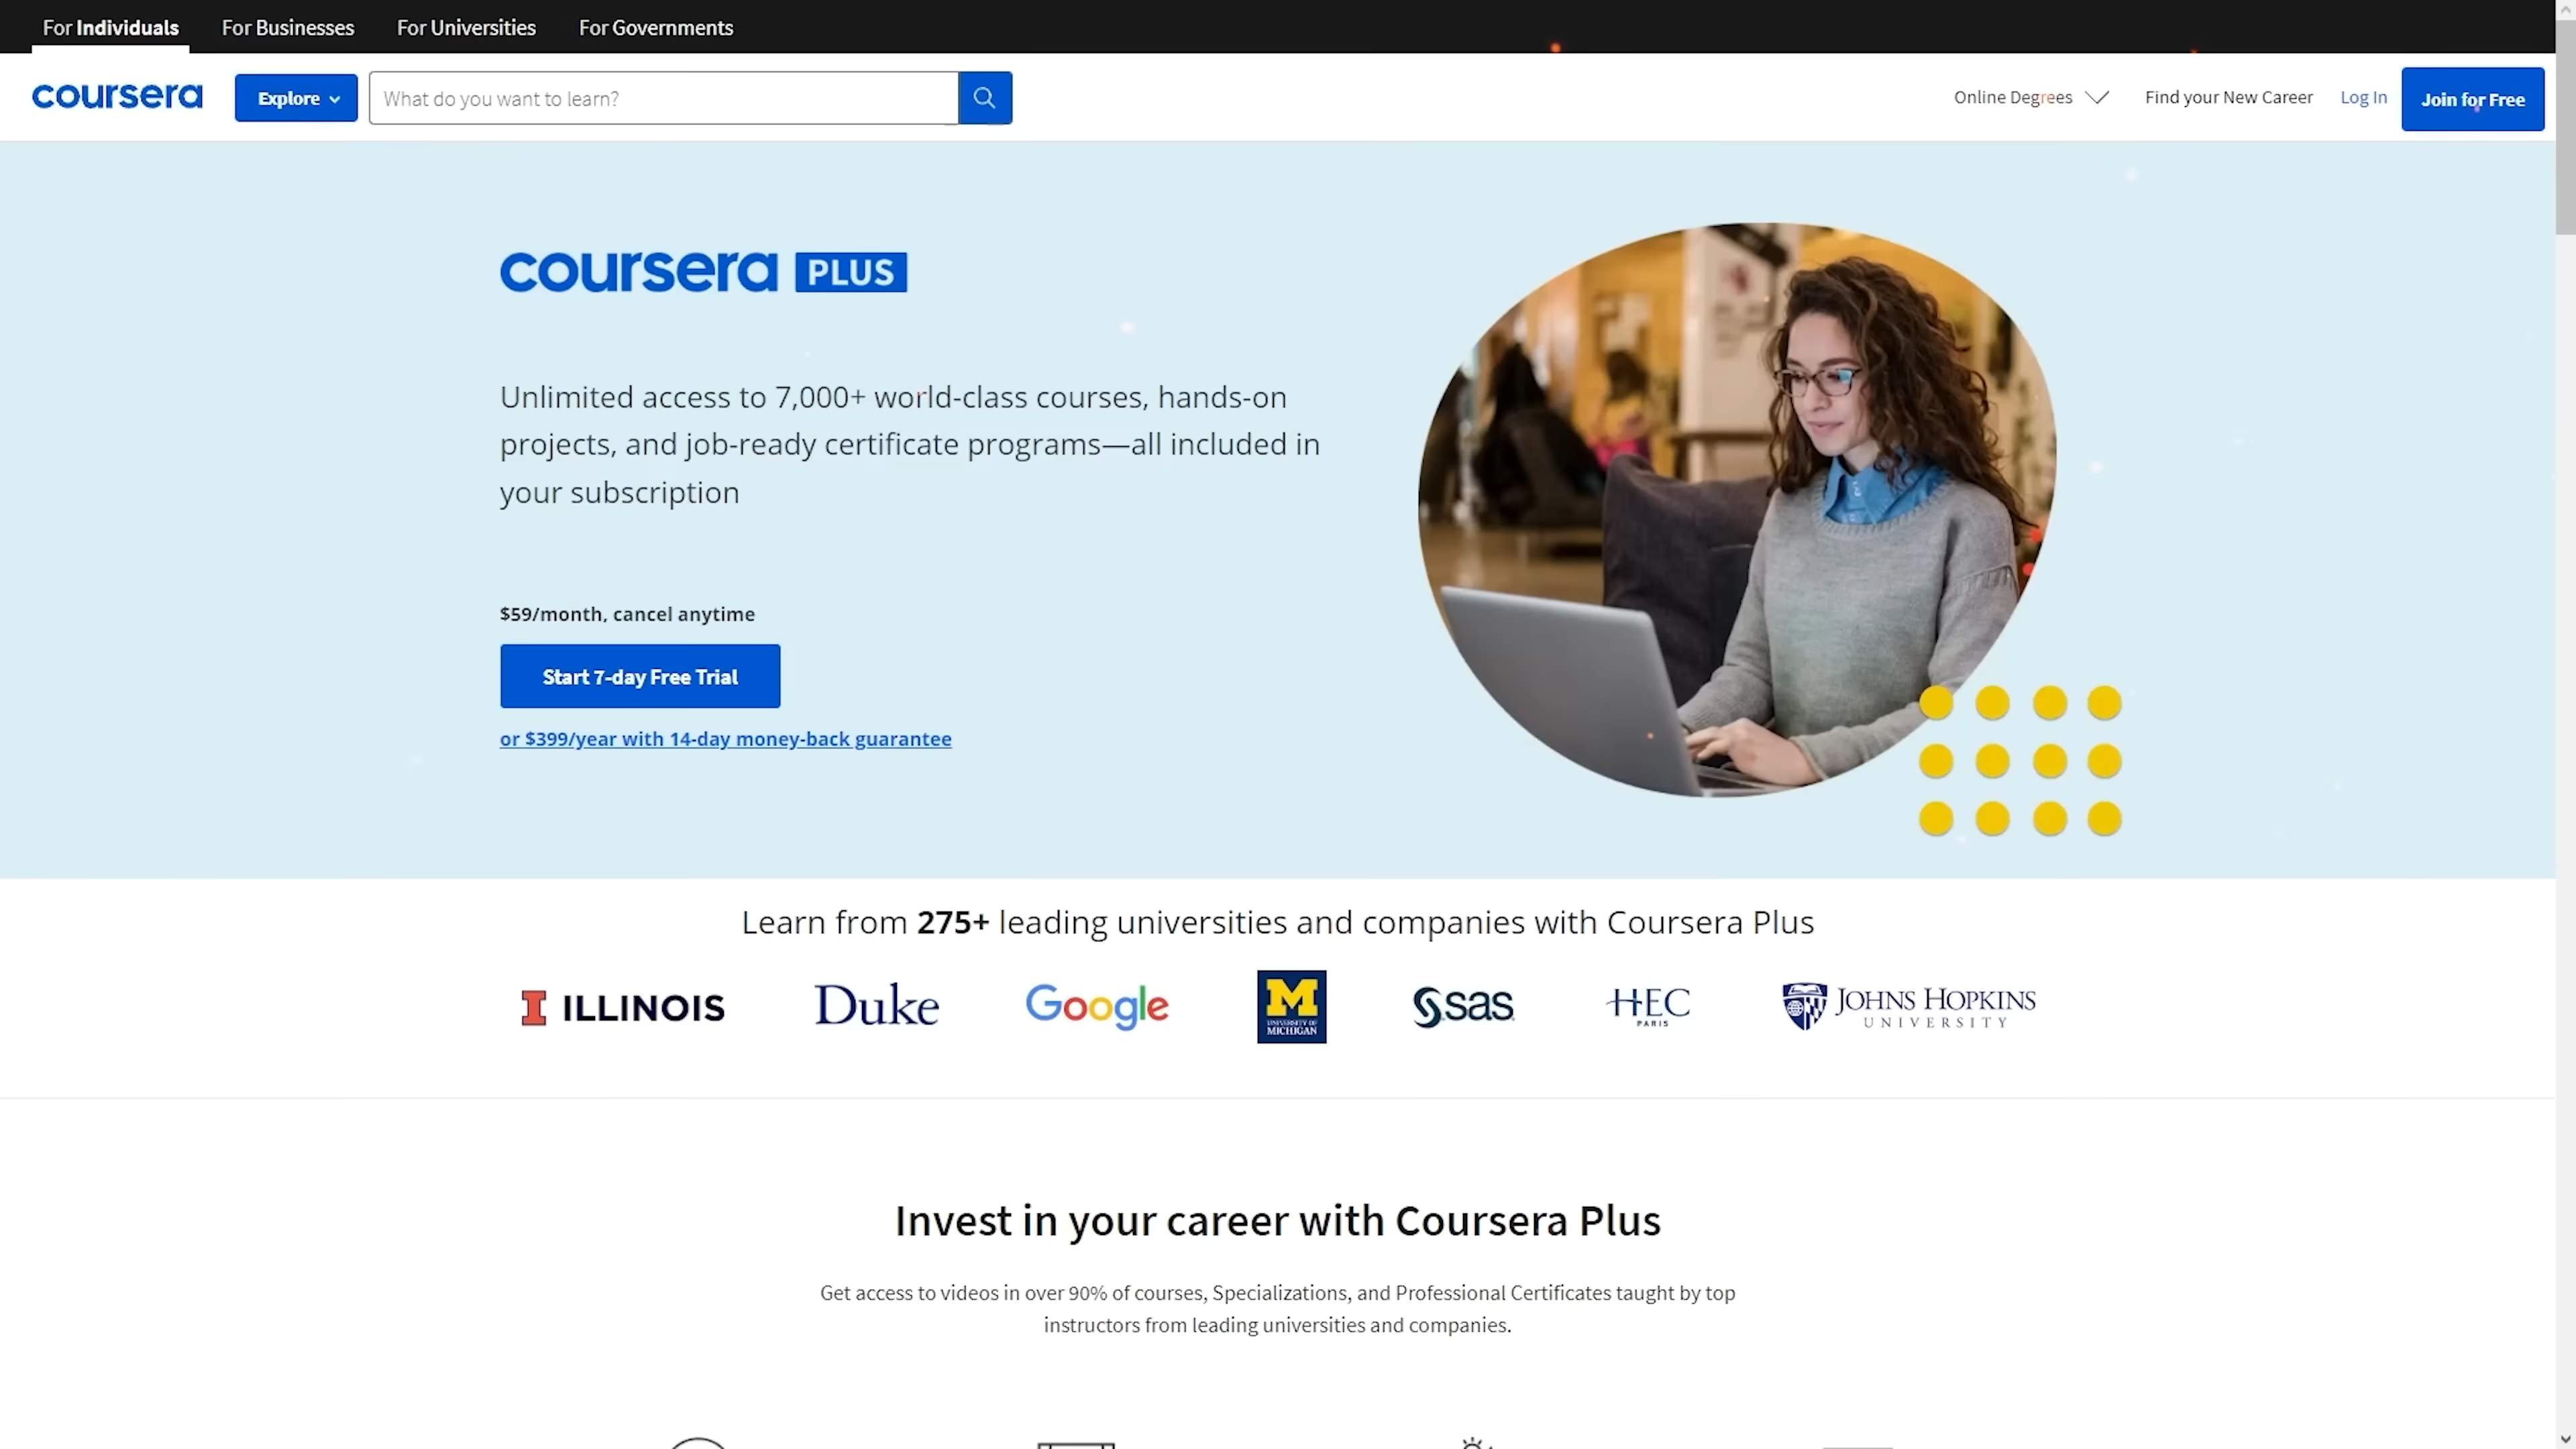 For Individuals For Businesses For Universities For Governments
coursera Explore What do you want to learn? Online Degrees Find your New Career Log In Join for Free
coursera PLUS
Unlimited access to 7,000+ world-class courses, hands-on
projects, and job-ready certificate programs—all included in
your subscription
$59/month, cancel anytime
Start 7-day Free Trial
or $399/year with 14-day money-back guarantee
Learn from 275+ leading universities and companies with Coursera Plus
I ILLINOIS Duke Google M UNIVERSITY OF MICHIGAN sas HEC PARIS JOHNS HOPKINS UNIVERSITY
Invest in your career with Coursera Plus
Get access to videos in over 90% of courses, Specializations, and Professional Certificates taught by top
instructors from leading universities and companies.